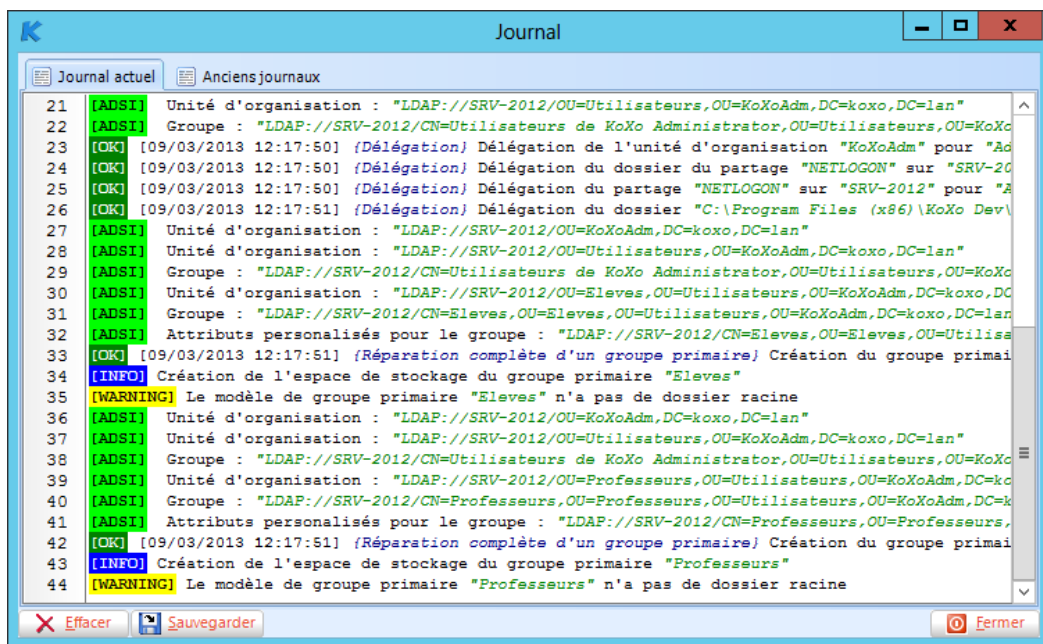 Journal
Journal actuel Anciens journaux
21 [ADSI] Unité d'organisation : "LDAP://SRV-2012/OU=Utilisateurs,OU=KoXoAdm,DC=koxo,DC=lan"
22 [ADSI] Groupe : "LDAP://SRV-2012/CN=Utilisateurs de KoXo Administrator,OU=Utilisateurs,OU=KoXo
23 [OK] [09/03/2013 12:17:50] {Délégation} Délégation de l'unité d'organisation "KoXoAdm" pour "Ad
24 [OK] [09/03/2013 12:17:50] {Délégation} Délégation du dossier du partage "NETLOGON" sur "SRV-20
25 [OK] [09/03/2013 12:17:50] {Délégation} Délégation du partage "NETLOGON" sur "SRV-2012" pour "A
26 [OK] [09/03/2013 12:17:51] {Délégation} Délégation du dossier "C:\Program Files (x86)\KoXo Dev\
27 [ADSI] Unité d'organisation : "LDAP://SRV-2012/OU=KoXoAdm,DC=koxo,DC=lan"
28 [ADSI] Unité d'organisation : "LDAP://SRV-2012/OU=Utilisateurs,OU=KoXoAdm,DC=koxo,DC=lan"
29 [ADSI] Groupe : "LDAP://SRV-2012/CN=Utilisateurs de KoXo Administrator,OU=Utilisateurs,OU=KoXo
30 [ADSI] Unité d'organisation : "LDAP://SRV-2012/OU=Eleves,OU=Utilisateurs,OU=KoXoAdm,DC=koxo,DC
31 [ADSI] Groupe : "LDAP://SRV-2012/CN=Eleves,OU=Eleves,OU=Utilisateurs,OU=KoXoAdm,DC=koxo,DC=lan
32 [ADSI] Attributs personalisés pour le groupe : "LDAP://SRV-2012/CN=Eleves,OU=Eleves,OU=Utilisa
33 [OK] [09/03/2013 12:17:51] {Réparation complète d'un groupe primaire} Création du groupe primai
34 [INFO] Création de l'espace de stockage du groupe primaire "Eleves"
35 [WARNING] Le modèle de groupe primaire "Eleves" n'a pas de dossier racine
36 [ADSI] Unité d'organisation : "LDAP://SRV-2012/OU=KoXoAdm,DC=koxo,DC=lan"
37 [ADSI] Unité d'organisation : "LDAP://SRV-2012/OU=Utilisateurs,OU=KoXoAdm,DC=koxo,DC=lan"
38 [ADSI] Groupe : "LDAP://SRV-2012/CN=Utilisateurs de KoXo Administrator,OU=Utilisateurs,OU=KoXo
39 [ADSI] Unité d'organisation : "LDAP://SRV-2012/OU=Professeurs,OU=Utilisateurs,OU=KoXoAdm,DC=ko
40 [ADSI] Groupe : "LDAP://SRV-2012/CN=Professeurs,OU=Professeurs,OU=Utilisateurs,OU=KoXoAdm,DC=k
41 [ADSI] Attributs personalisés pour le groupe : "LDAP://SRV-2012/CN=Professeurs,OU=Professeurs,
42 [OK] [09/03/2013 12:17:51] {Réparation complète d'un groupe primaire} Création du groupe primai
43 [INFO] Création de l'espace de stockage du groupe primaire "Professeurs"
44 [WARNING] Le modèle de groupe primaire "Professeurs" n'a pas de dossier racine
Effacer Sauvegarder Fermer